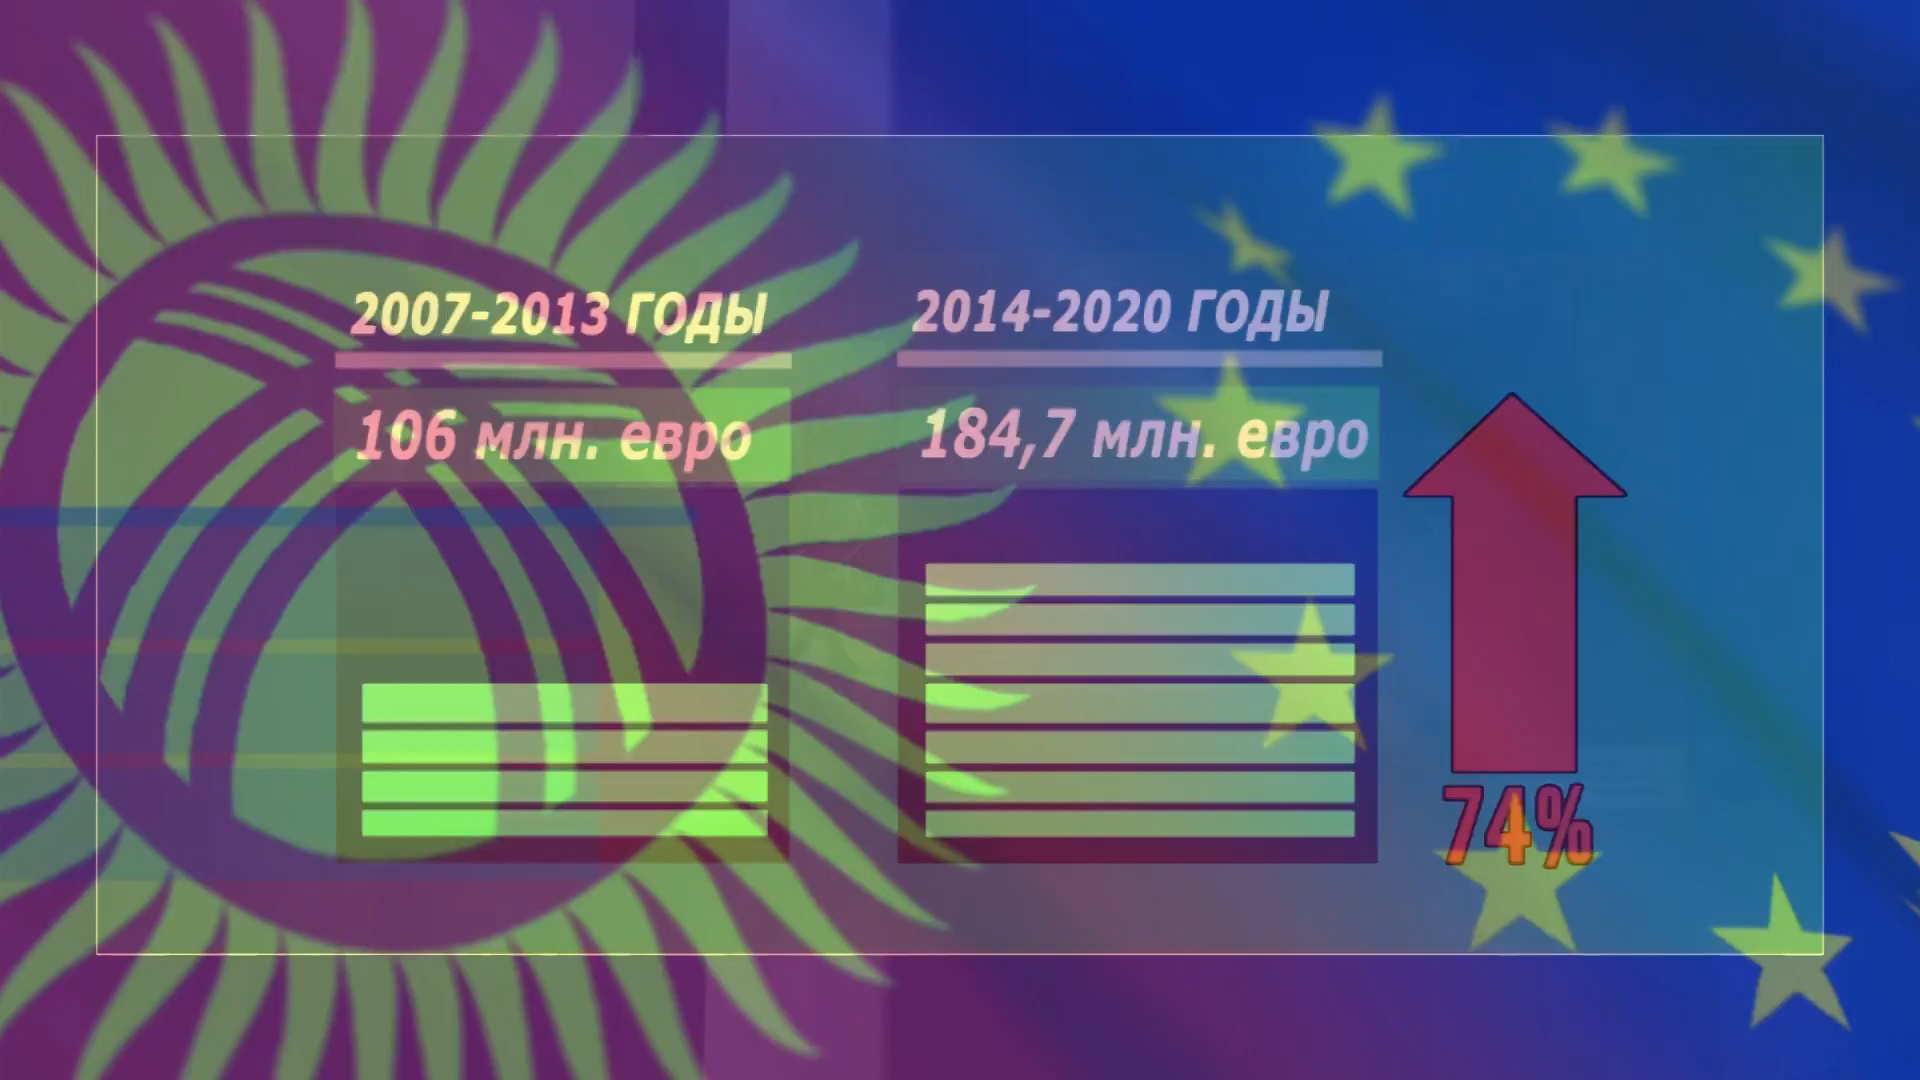 2007-2013 ГОДЫ
106 млн. евро
2014-2020 ГОДЫ
184,7 млн. евро
74%